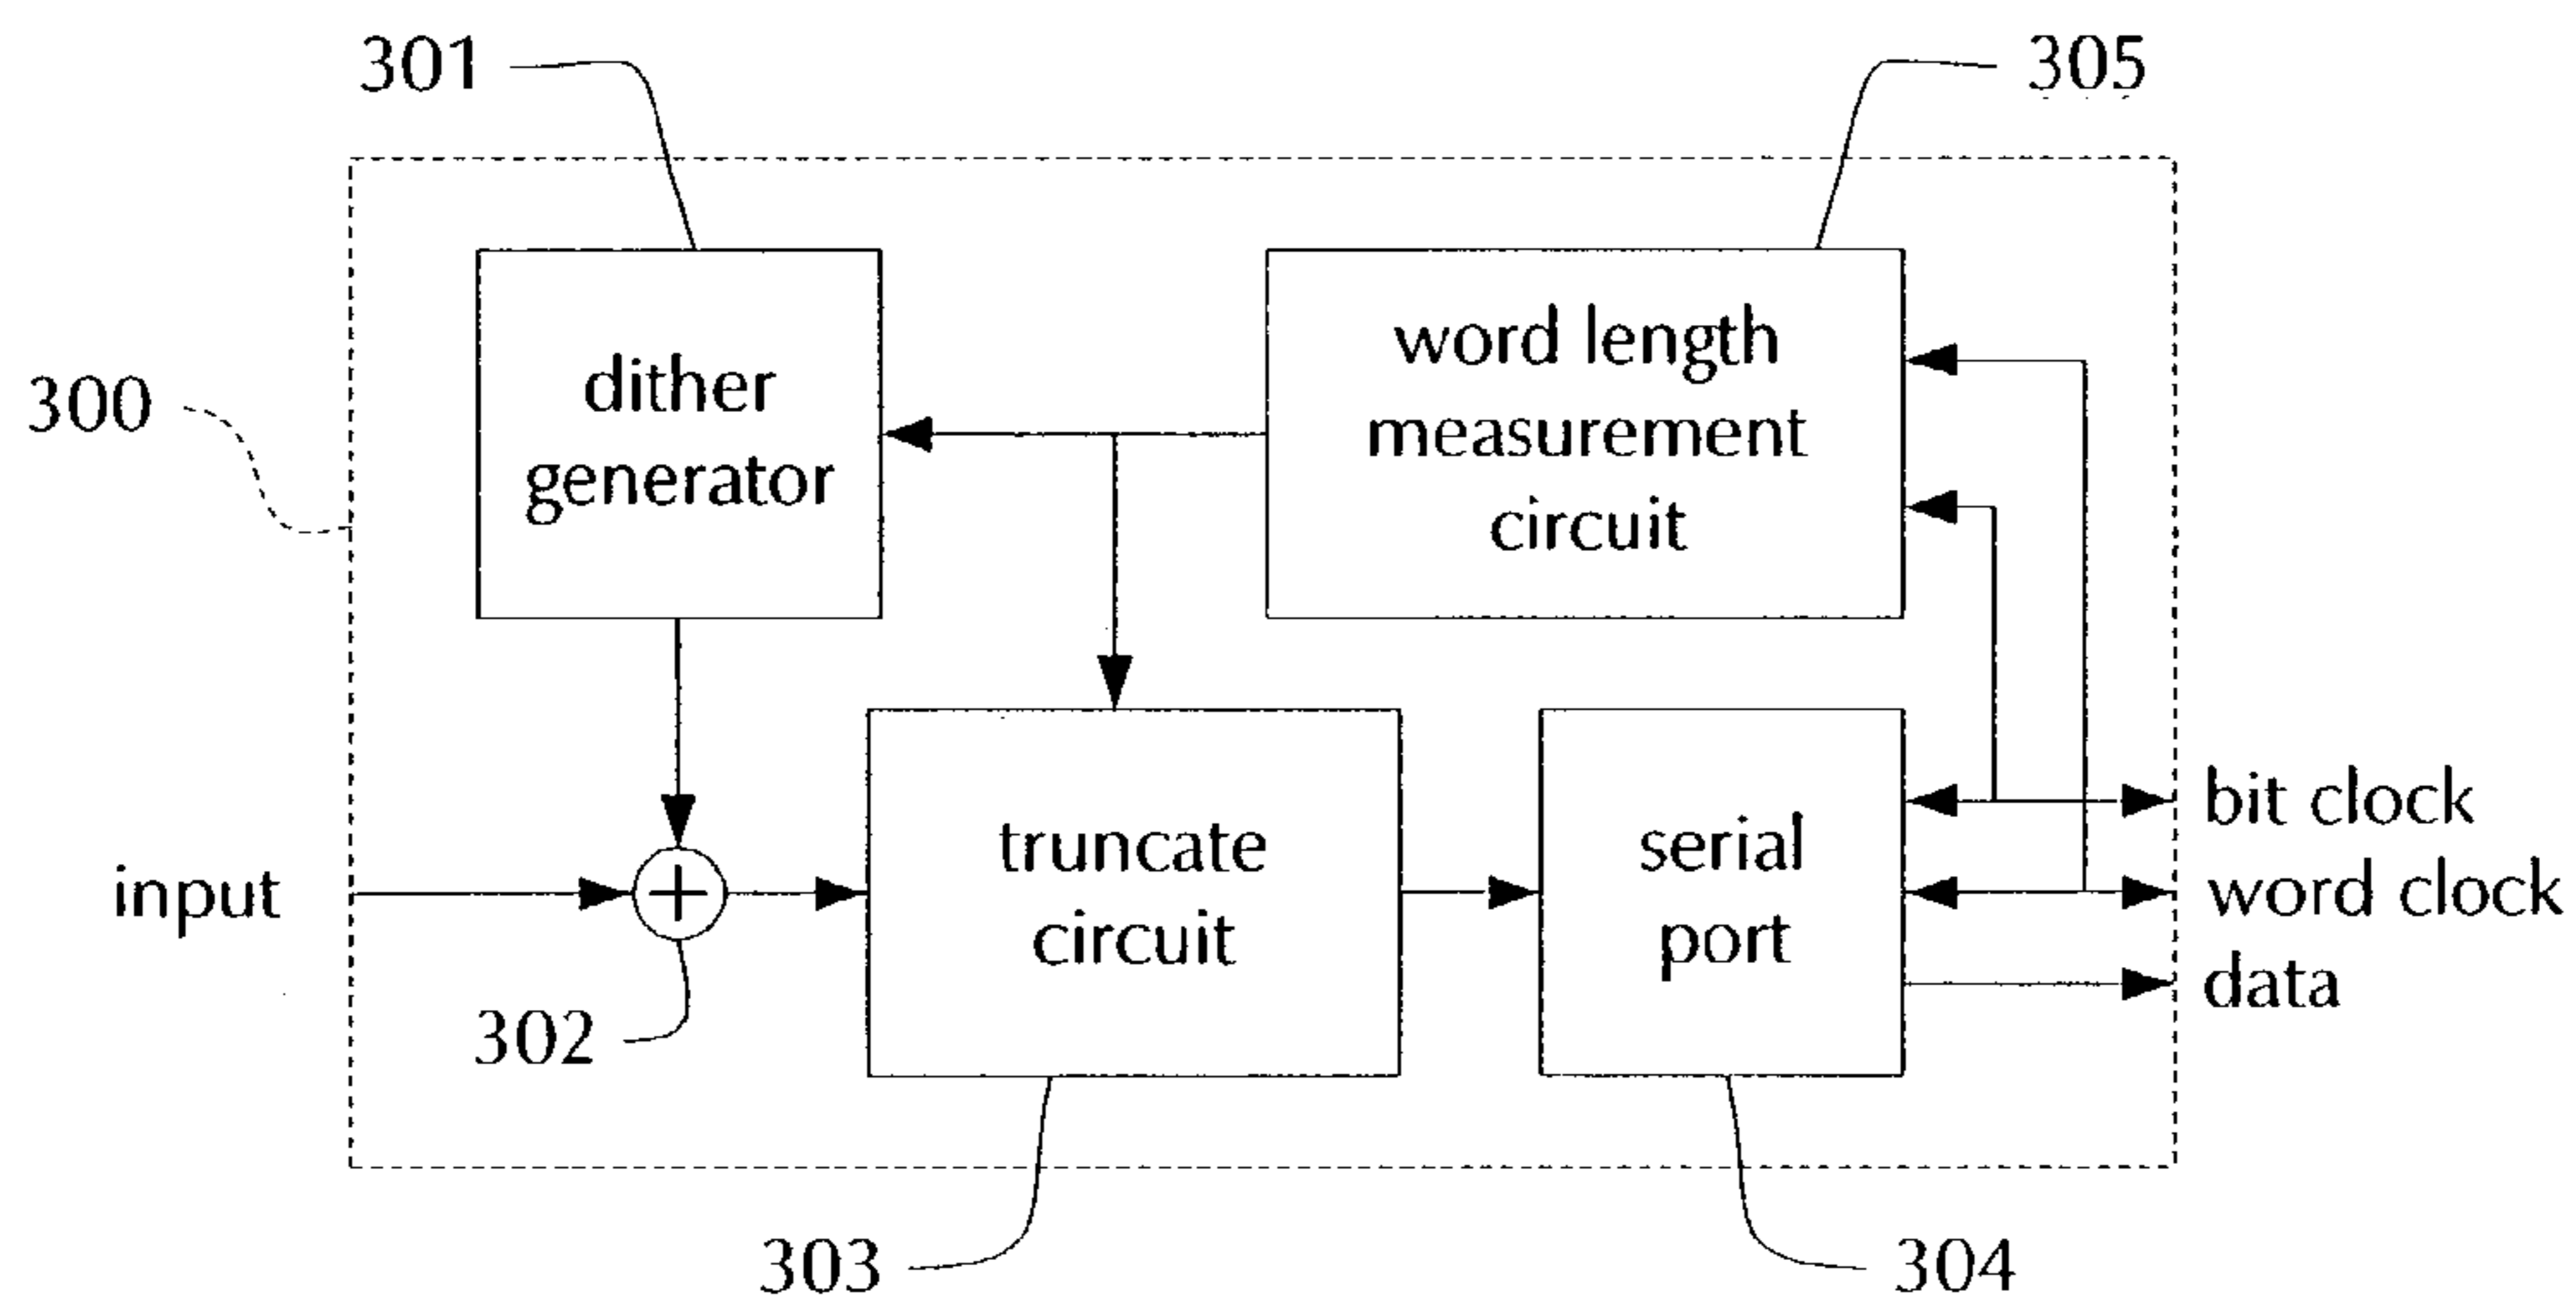 301
305
300
dither
generator
word length
measurement
circuit
input
+
truncate
circuit
serial
port
bit clock
word clock
data
302
303
304